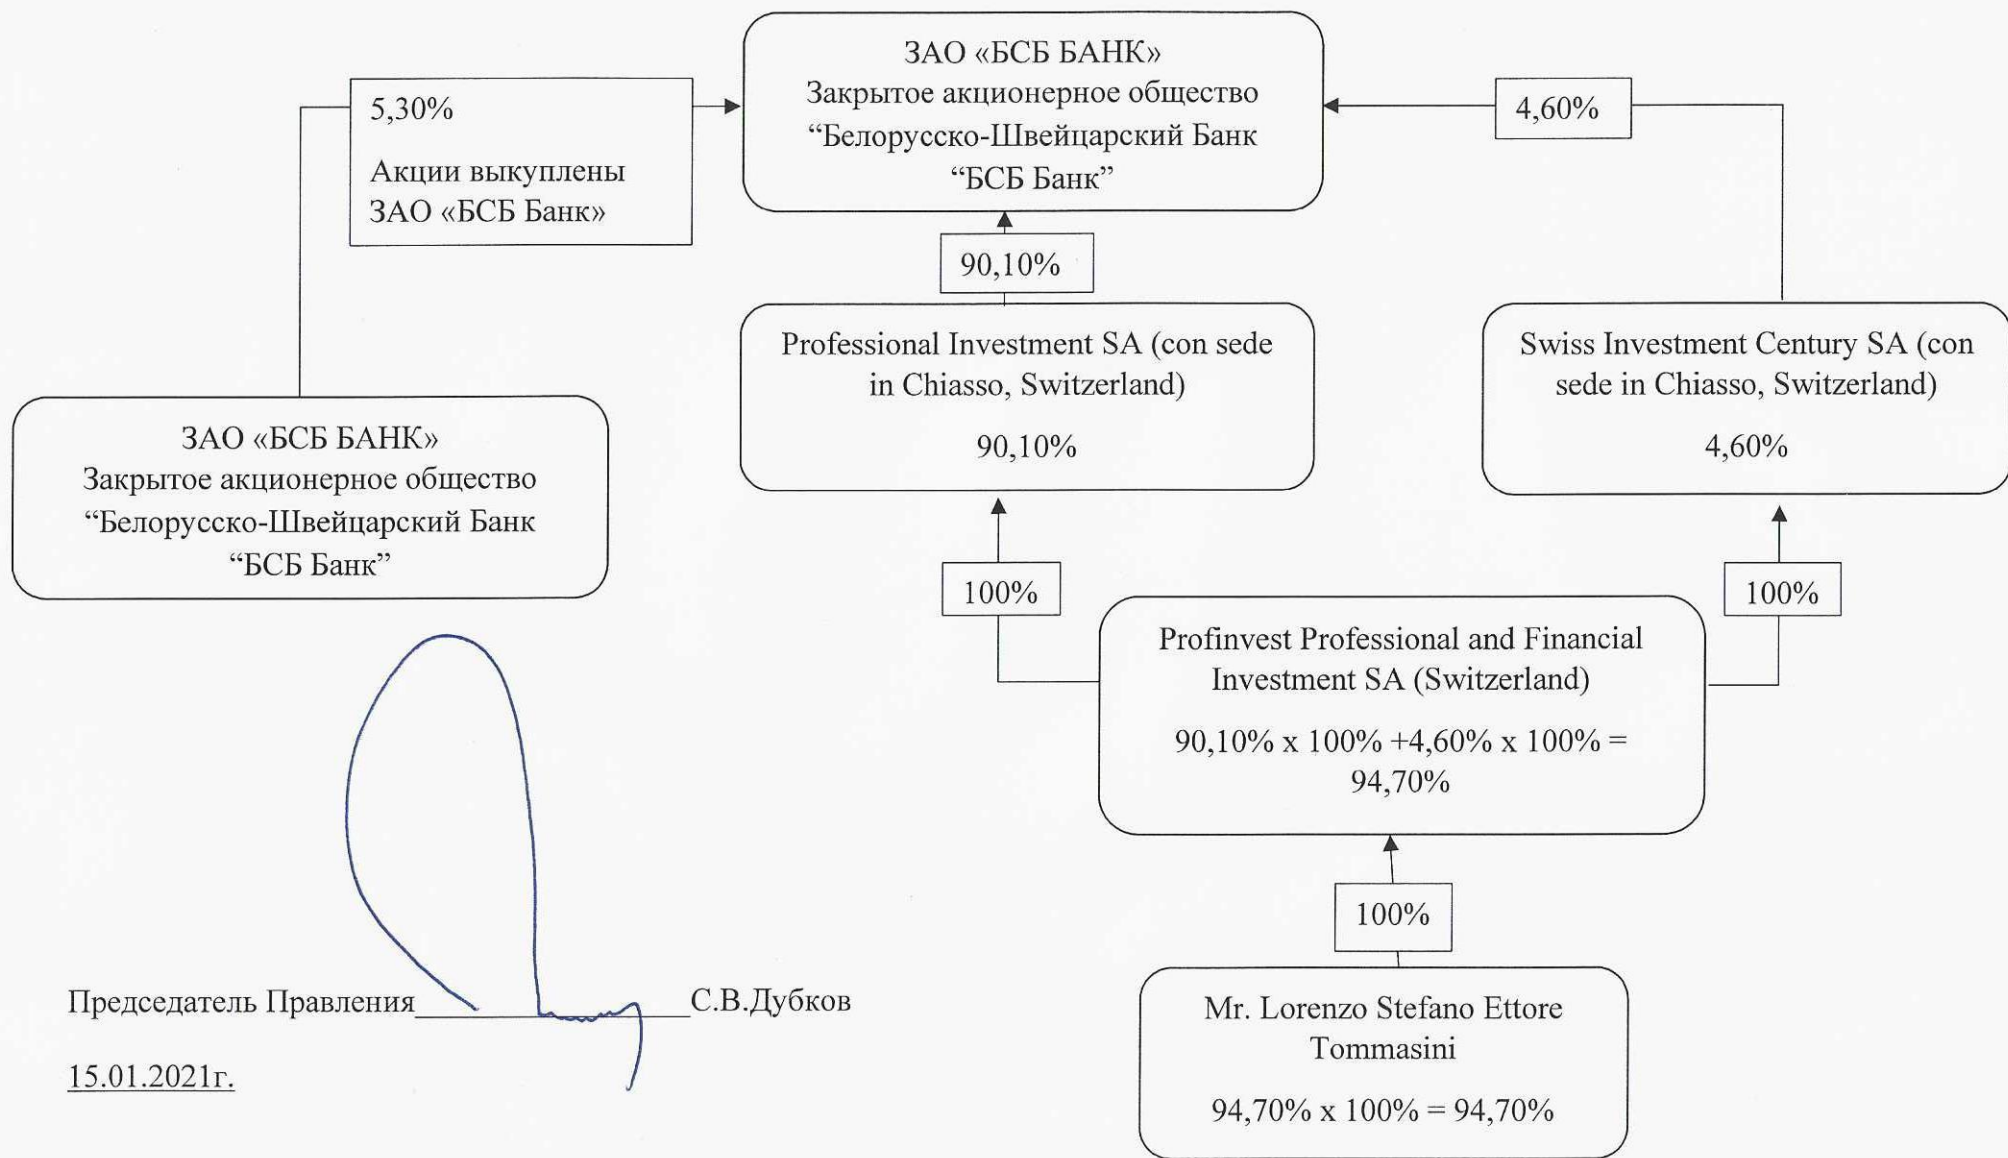 ЗАО «БСБ БАНК»
Закрытое акционерное общество
“Белорусско-Швейцарский Банк
“БСБ Банк”
5,30%
Акции выкуплены
ЗАО «БСБ Банк»
4,60%
90,10%
Professional Investment SA (con sede
in Chiasso, Switzerland)
90,10%
Swiss Investment Century SA (con
sede in Chiasso, Switzerland)
4,60%
ЗАО «БСБ БАНК»
Закрытое акционерное общество
“Белорусско-Швейцарский Банк
“БСБ Банк”
100%
100%
Profinvest Professional and Financial
Investment SA (Switzerland)
90,10% x 100% +4,60% x 100% =
94,70%
100%
Mr. Lorenzo Stefano Ettore
Tommasini
94,70% x 100% = 94,70%
Председатель Правления С.В.Дубков
15.01.2021г.